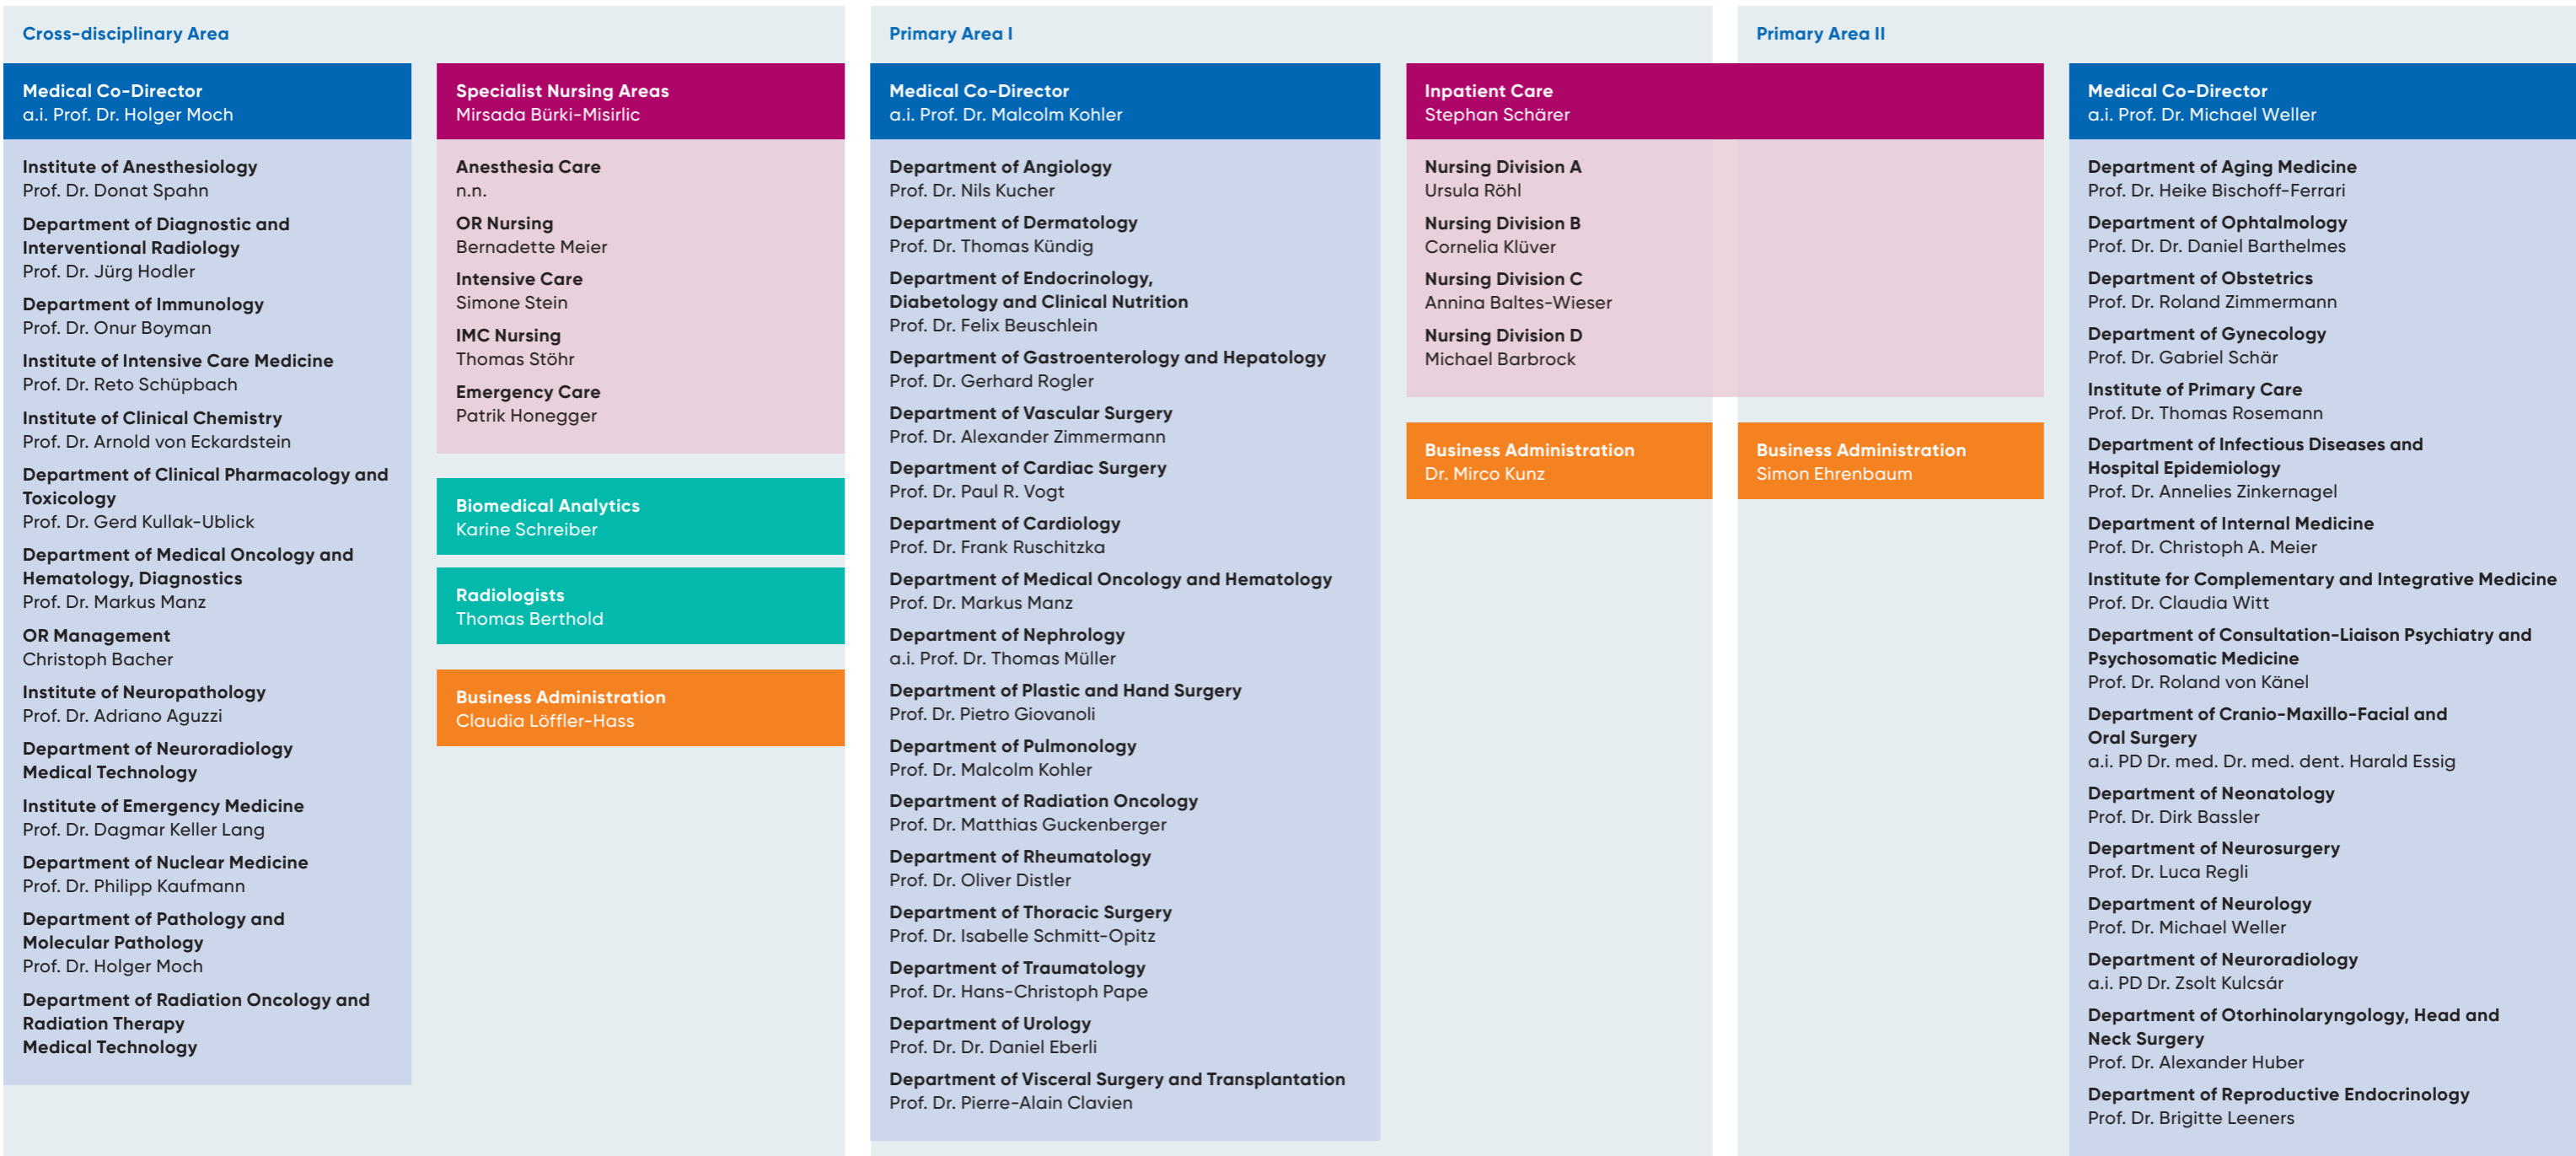 Cross-disciplinary Area
Medical Co-Director
a.i. Prof. Dr. Holger Moch
Institute of Anesthesiology
Prof. Dr. Donat Spahn
Department of Diagnostic and
Interventional Radiology
Prof. Dr. Jürg Hodler
Department of Immunology
Prof. Dr. Onur Boyman
Institute of Intensive Care Medicine
Prof. Dr. Reto Schüpbach
Institute of Clinical Chemistry
Prof. Dr. Arnold von Eckardstein
Department of Clinical Pharmacology and
Toxicology
Prof. Dr. Gerd Kullak-Ublick
Department of Medical Oncology and
Hematology, Diagnostics
Prof. Dr. Markus Manz
OR Management
Christoph Bacher
Institute of Neuropathology
Prof. Dr. Adriano Aguzzi
Department of Neuroradiology
Medical Technology
Institute of Emergency Medicine
Prof. Dr. Dagmar Keller Lang
Department of Nuclear Medicine
Prof. Dr. Philipp Kaufmann
Department of Pathology and
Molecular Pathology
Prof. Dr. Holger Moch
Department of Radiation Oncology and
Radiation Therapy
Medical Technology
Specialist Nursing Areas
Mirsada Bürki-Misirlic
Anesthesia Care
n.n.
OR Nursing
Bernadette Meier
Intensive Care
Simone Stein
IMC Nursing
Thomas Stöhr
Emergency Care
Patrik Honegger
Biomedical Analytics
Karine Schreiber
Radiologists
Thomas Berthold
Business Administration
Claudia Löffler-Hass
Primary Area I
Medical Co-Director
a.i. Prof. Dr. Malcolm Kohler
Department of Angiology
Prof. Dr. Nils Kucher
Department of Dermatology
Prof. Dr. Thomas Kündig
Department of Endocrinology,
Diabetology and Clinical Nutrition
Prof. Dr. Felix Beuschlein
Department of Gastroenterology and Hepatology
Prof. Dr. Gerhard Rogler
Department of Vascular Surgery
Prof. Dr. Alexander Zimmermann
Department of Cardiac Surgery
Prof. Dr. Paul R. Vogt
Department of Cardiology
Prof. Dr. Frank Ruschitzka
Department of Medical Oncology and Hematology
Prof. Dr. Markus Manz
Department of Nephrology
a.i. Prof. Dr. Thomas Müller
Department of Plastic and Hand Surgery
Prof. Dr. Pietro Giovanoli
Department of Pulmonology
Prof. Dr. Malcolm Kohler
Department of Radiation Oncology
Prof. Dr. Matthias Guckenberger
Department of Rheumatology
Prof. Dr. Oliver Distler
Department of Thoracic Surgery
Prof. Dr. Isabelle Schmitt-Opitz
Department of Traumatology
Prof. Dr. Hans-Christoph Pape
Department of Urology
Prof. Dr. Dr. Daniel Eberli
Department of Visceral Surgery and Transplantation
Prof. Dr. Pierre-Alain Clavien
Inpatient Care
Stephan Schärer
Nursing Division A
Ursula Röhl
Nursing Division B
Cornelia Klüver
Nursing Division C
Annina Baltes-Wieser
Nursing Division D
Michael Barbrock
Business Administration
Dr. Mirco Kunz
Primary Area II
Business Administration
Simon Ehrenbaum
Medical Co-Director
a.i. Prof. Dr. Michael Weller
Department of Aging Medicine
Prof. Dr. Heike Bischoff-Ferrari
Department of Ophtalmology
Prof. Dr. Dr. Daniel Barthelmes
Department of Obstetrics
Prof. Dr. Roland Zimmermann
Department of Gynecology
Prof. Dr. Gabriel Schär
Institute of Primary Care
Prof. Dr. Thomas Rosemann
Department of Infectious Diseases and
Hospital Epidemiology
Prof. Dr. Annelies Zinkernagel
Department of Internal Medicine
Prof. Dr. Christoph A. Meier
Institute for Complementary and Integrative Medicine
Prof. Dr. Claudia Witt
Department of Consultation-Liaison Psychiatry and
Psychosomatic Medicine
Prof. Dr. Roland von Känel
Department of Cranio-Maxillo-Facial and
Oral Surgery
a.i. PD Dr. med. Dr. med. dent. Harald Essig
Department of Neonatology
Prof. Dr. Dirk Bassler
Department of Neurosurgery
Prof. Dr. Luca Regli
Department of Neurology
Prof. Dr. Michael Weller
Department of Neuroradiology
a.i. PD Dr. Zsolt Kulcsár
Department of Otorhinolaryngology, Head and
Neck Surgery
Prof. Dr. Alexander Huber
Department of Reproductive Endocrinology
Prof. Dr. Brigitte Leeners